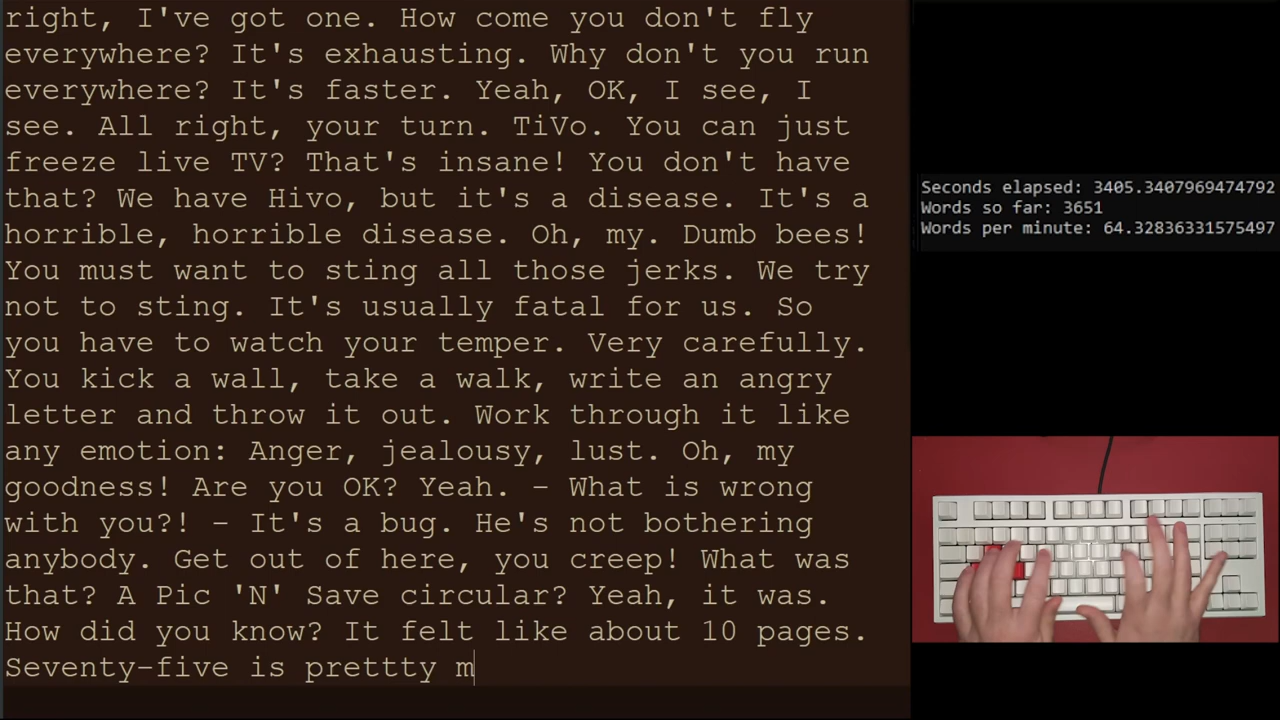 right, I've got one. How come you don't fly
everywhere? It's exhausting. Why don't you run
everywhere? It's faster. Yeah, OK, I see, I
see. All right, your turn. TiVo. You can just
freeze live TV? That's insane! You don't have
that? We have Hivo, but it's a disease. It's a
horrible, horrible disease. Oh, my. Dumb bees!
You must want to sting all those jerks. We try
not to sting. It's usually fatal for us. So
you have to watch your temper. Very carefully.
You kick a wall, take a walk, write an angry
letter and throw it out. Work through it like
any emotion: Anger, jealousy, lust. Oh, my
goodness! Are you OK? Yeah. - What is wrong
with you?! - It's a bug. He's not bothering
anybody. Get out of here, you creep! What was
that? A Pic 'N' Save circular? Yeah, it was.
How did you know? It felt like about 10 pages.
Seventy-five is prettty m
Seconds elapsed: 3405.3407969474792
Words so far: 3651
Words per minute: 64.32836331575497